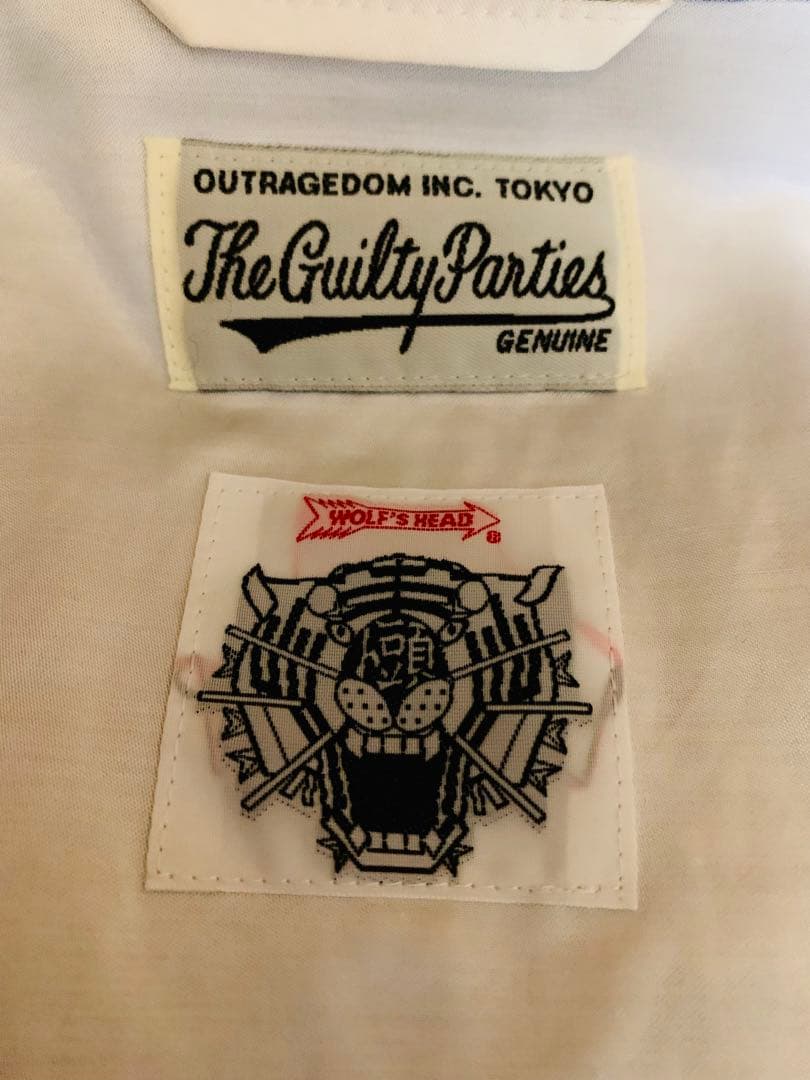 OUTRAGEDOM INC. TOKYO
The Guilty Parties
GENUINE
WOLF'S HEAD
®